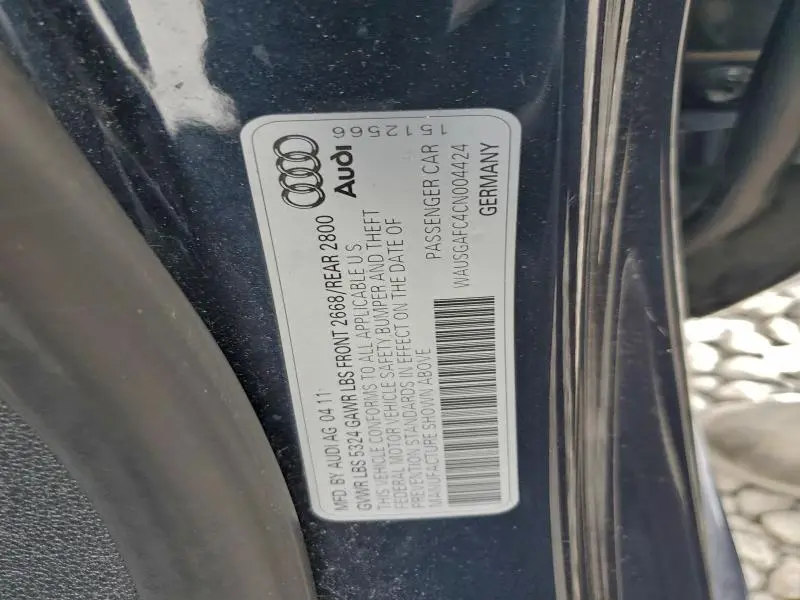 MFD. BY AUDI AG 04 11
GVWR LBS 5324 GAWR LBS FRONT 2668/REAR 2800
THIS VEHICLE CONFORMS TO ALL APPLICABLE U.S.
FEDERAL MOTOR VEHICLE SAFETY BUMPER AND THEFT
PREVENTION STANDARDS IN EFFECT ON THE DATE OF
MANUFACTURE SHOWN ABOVE
PASSENGER CAR
WAUSGAFC4CN004424
GERMANY
Audi
151256